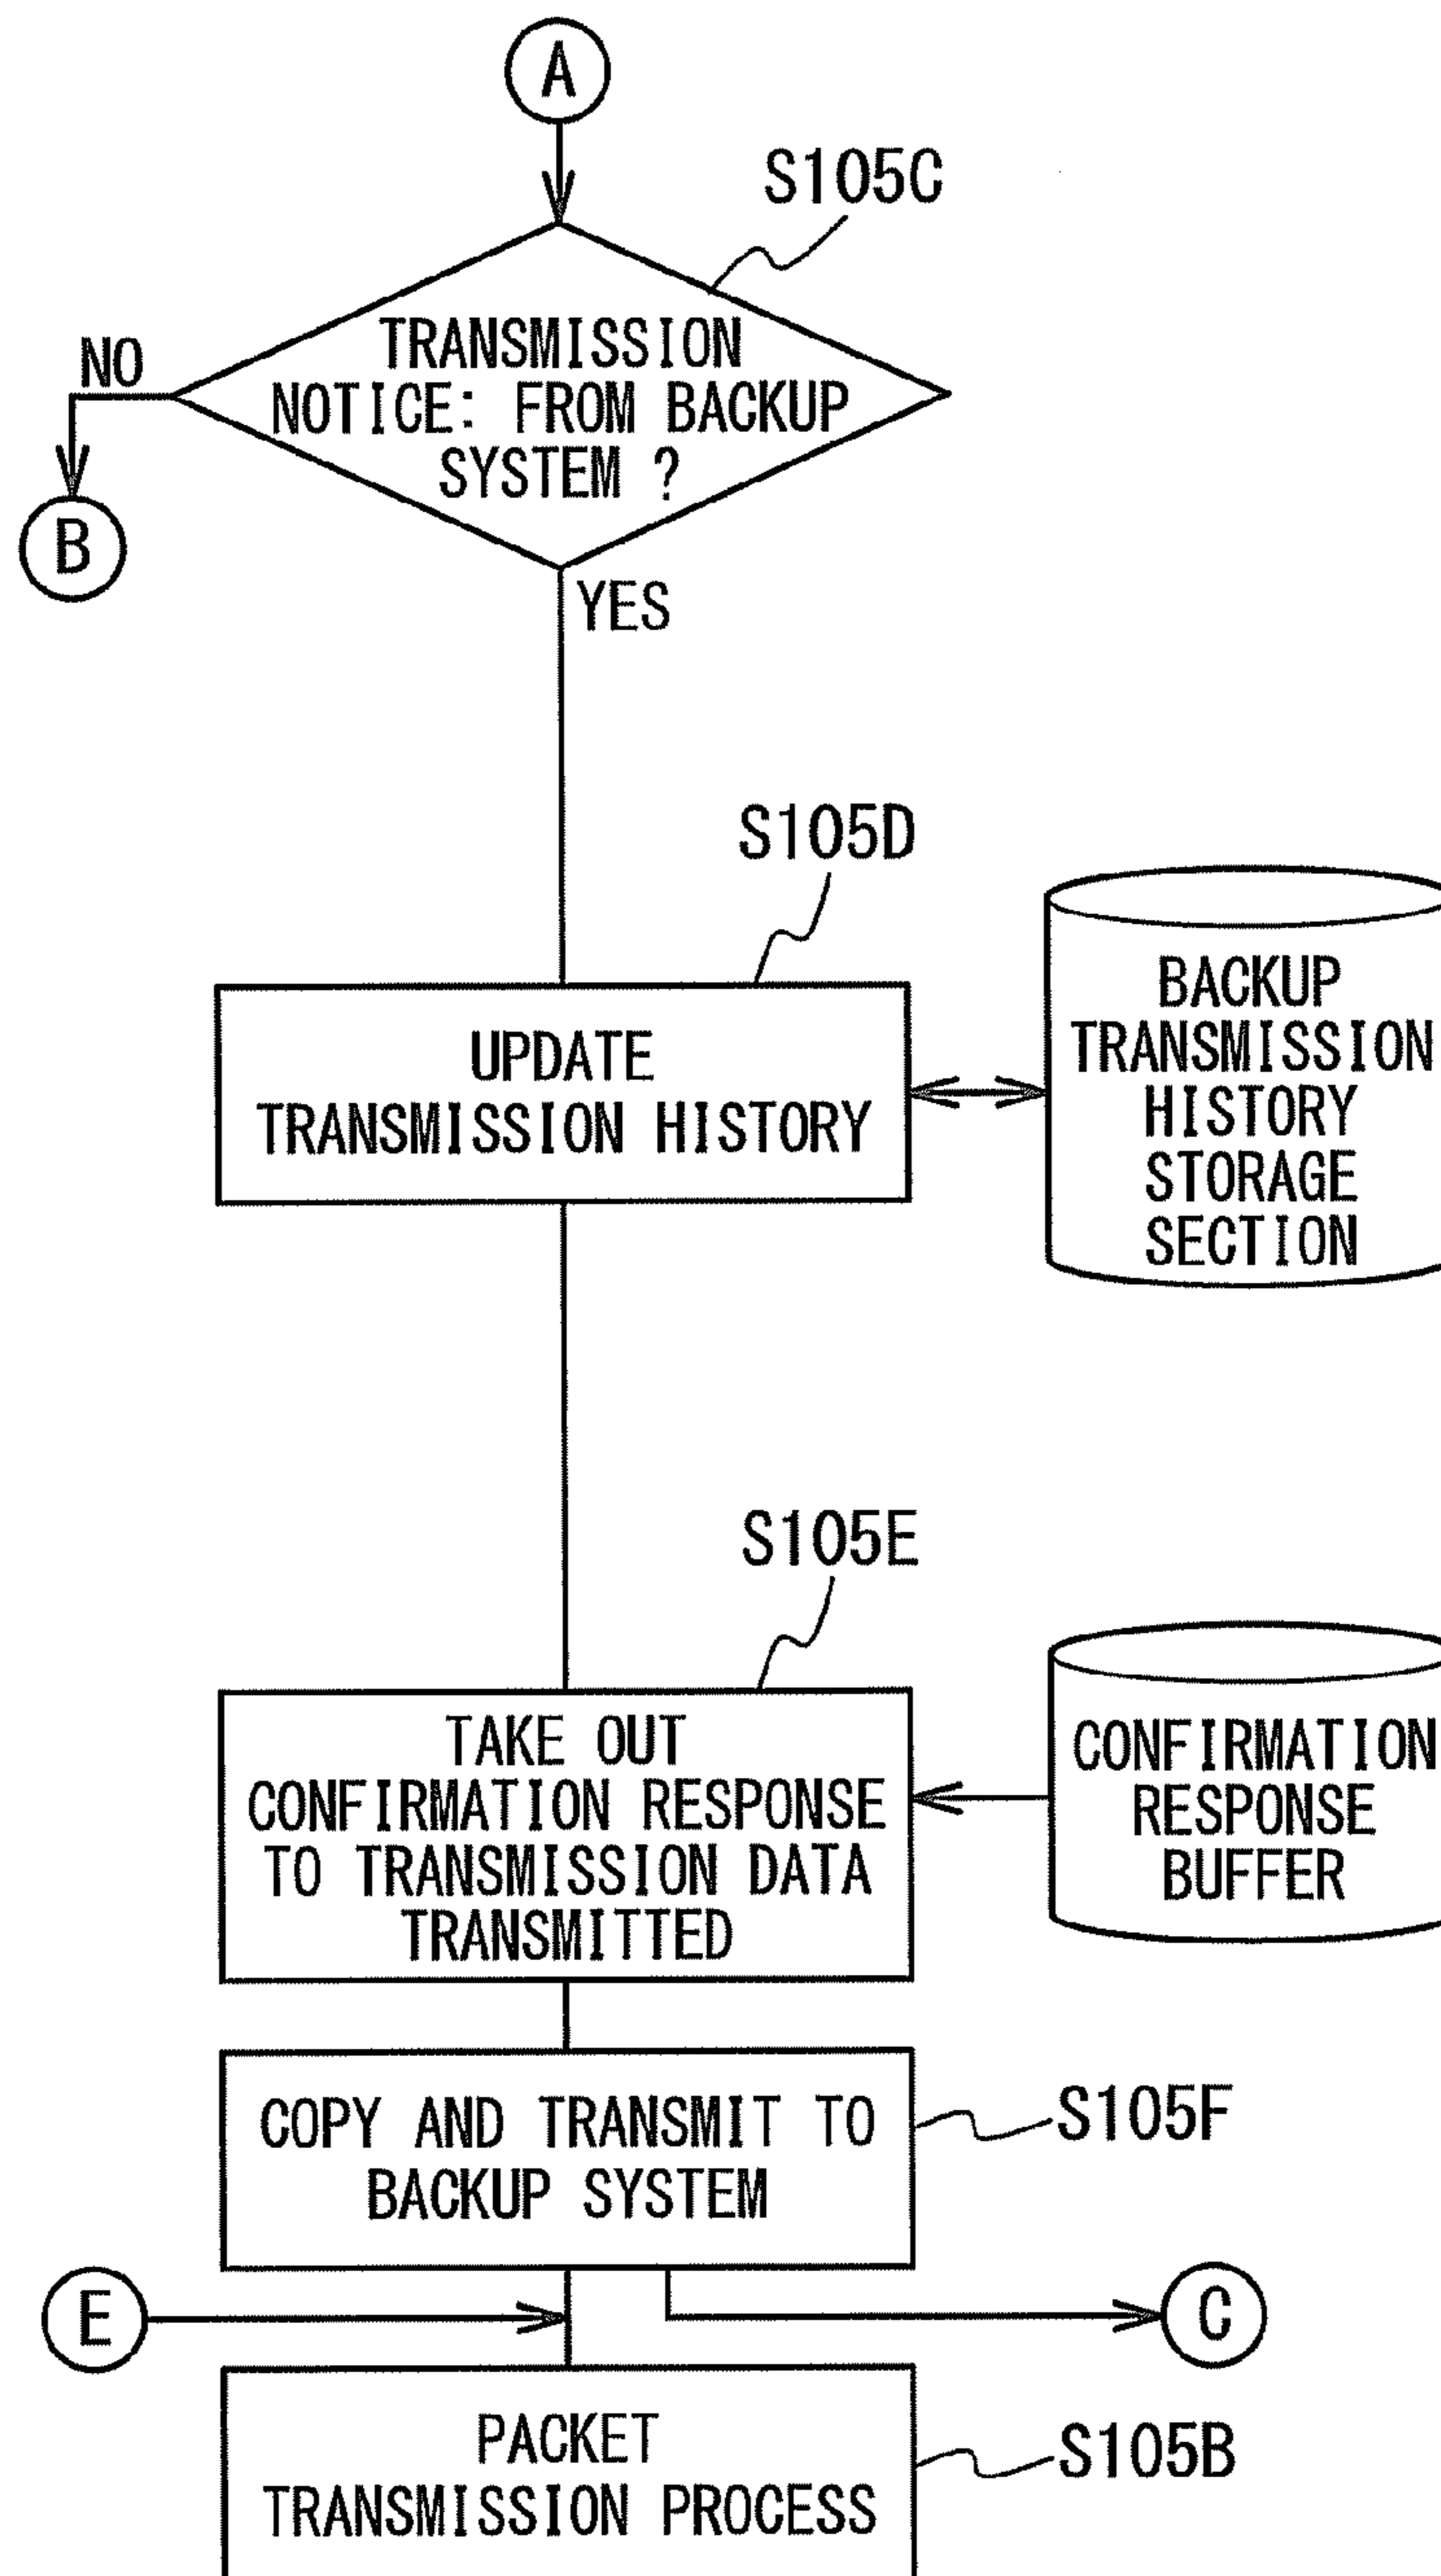 A
S105C
NO
TRANSMISSION
NOTICE: FROM BACKUP
SYSTEM ?
B
YES
S105D
UPDATE
TRANSMISSION HISTORY
BACKUP
TRANSMISSION
HISTORY
STORAGE
SECTION
S105E
TAKE OUT
CONFIRMATION RESPONSE
TO TRANSMISSION DATA
TRANSMITTED
CONFIRMATION
RESPONSE
BUFFER
COPY AND TRANSMIT TO
BACKUP SYSTEM
S105F
E
C
PACKET
TRANSMISSION PROCESS
S105B